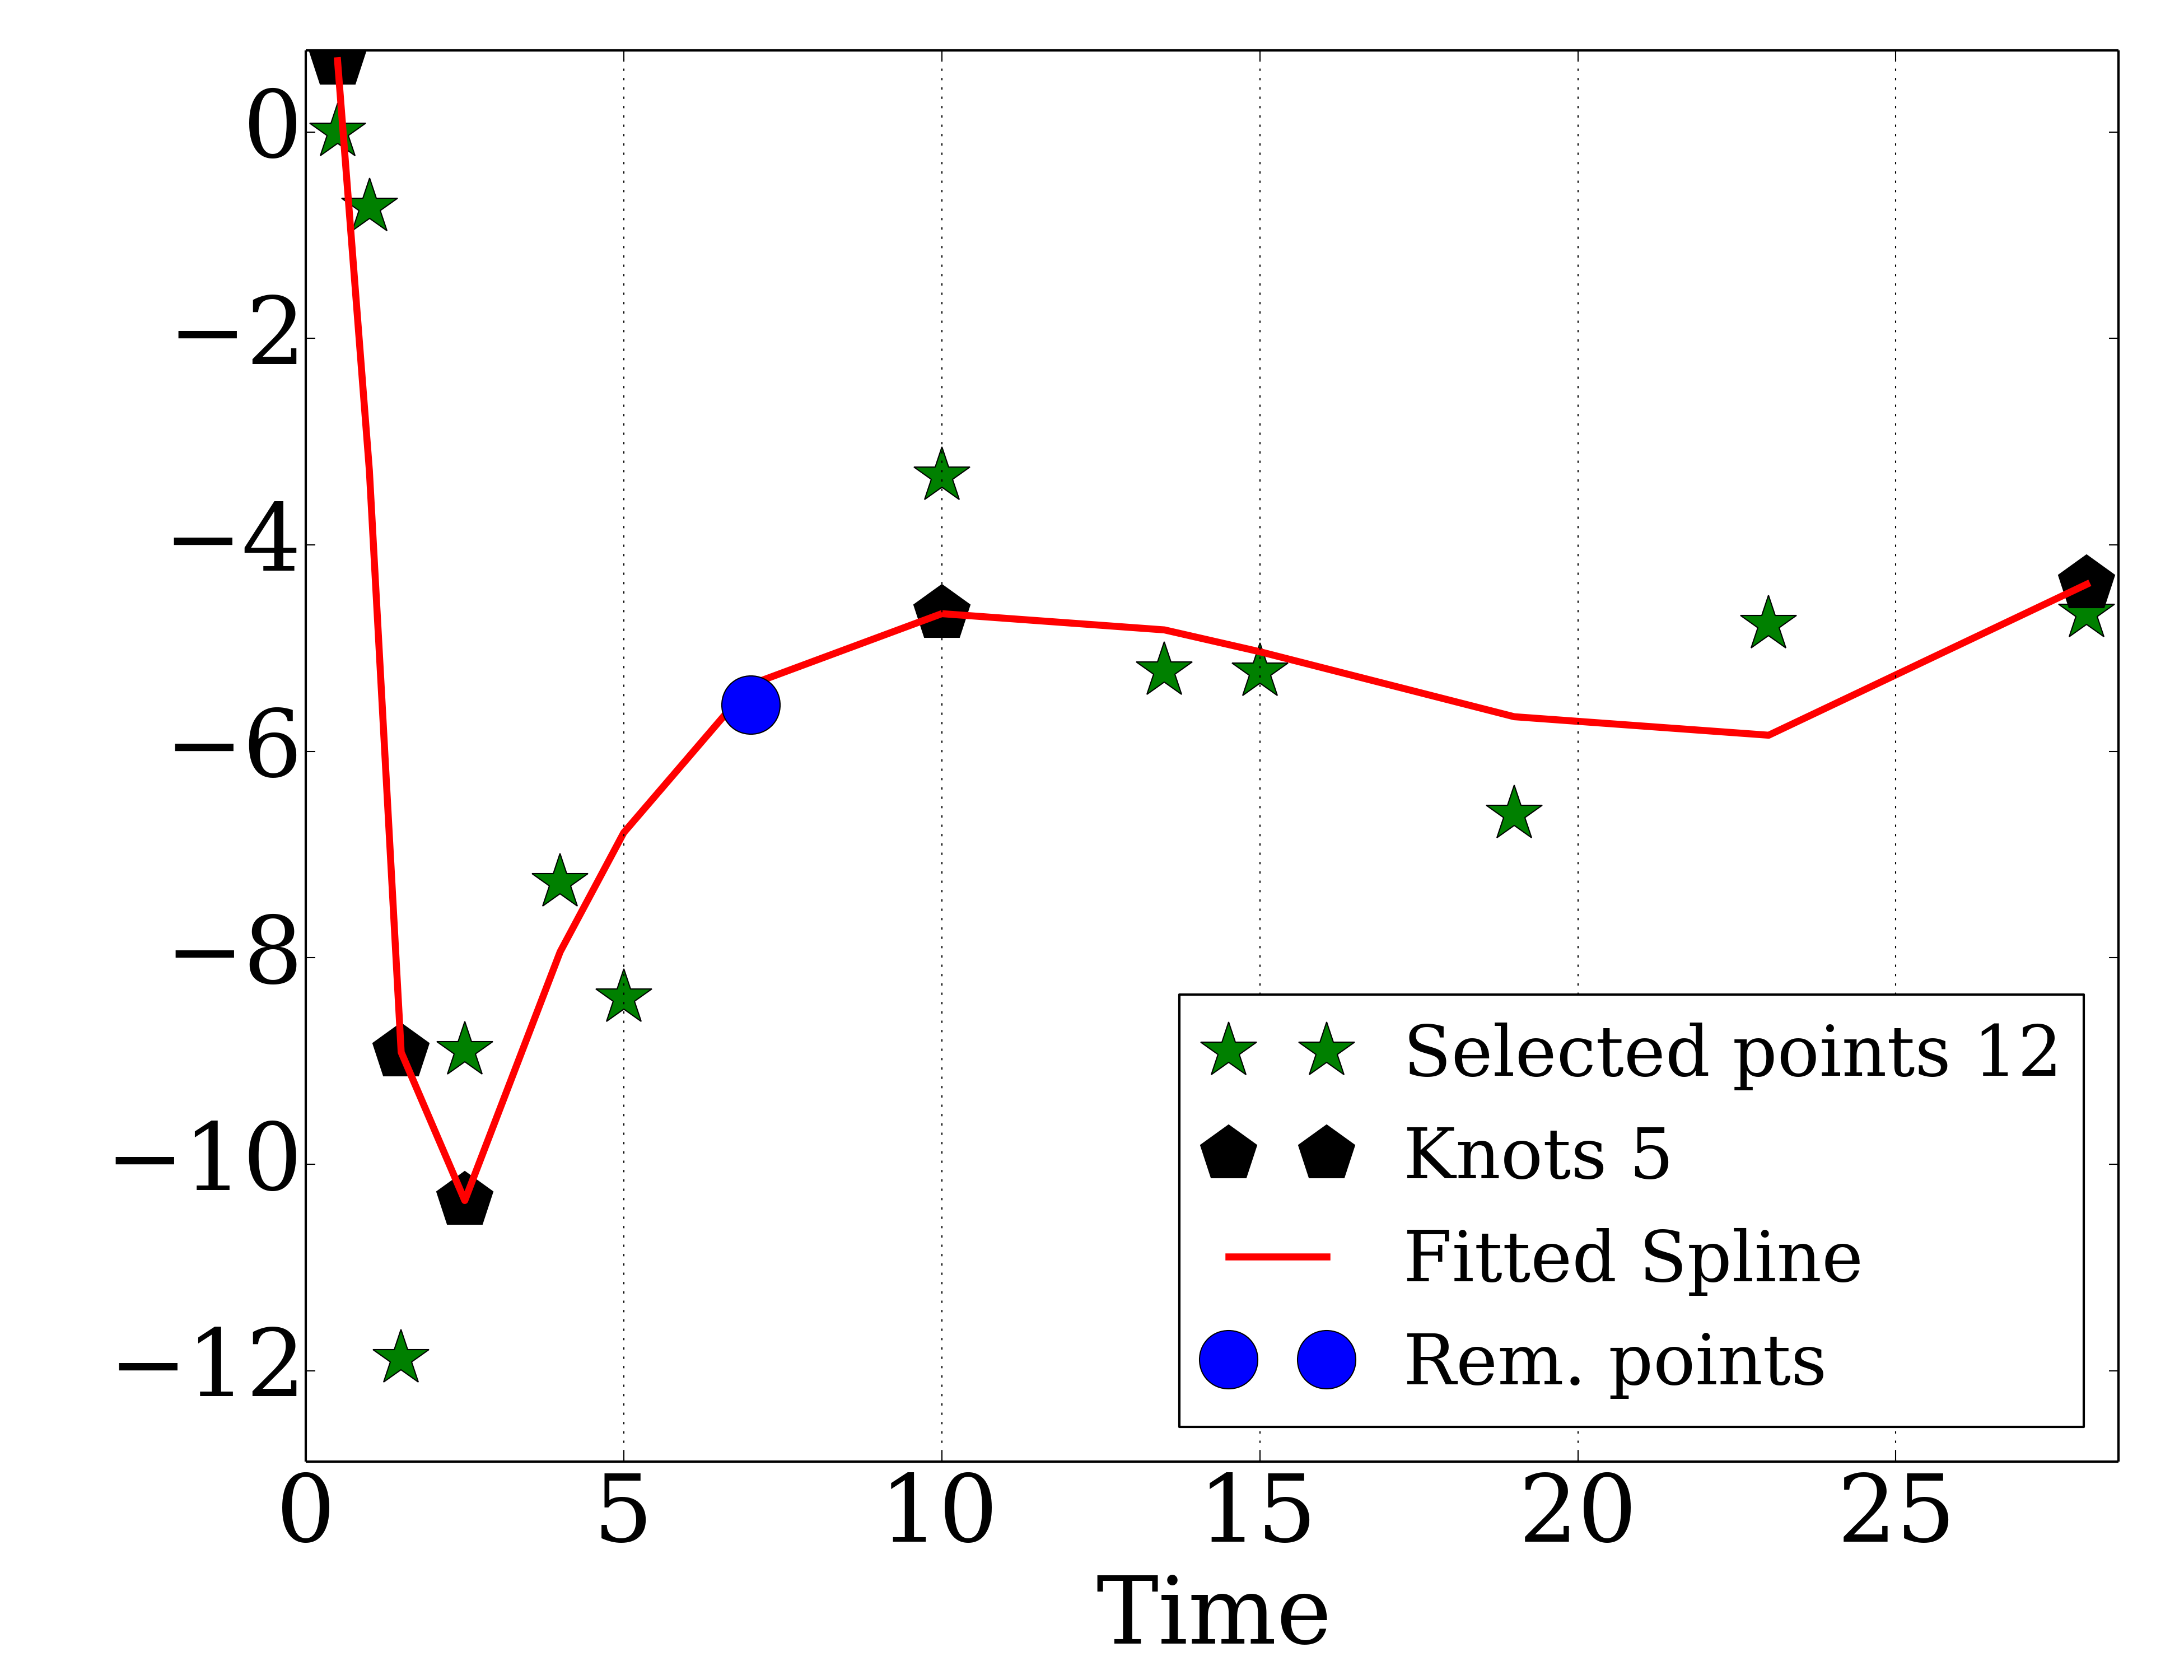 0
−2
−4
−6
−8
−10
−12
Selected points 12
Knots 5
Fitted Spline
Rem. points
0 5 10 15 20 25
Time